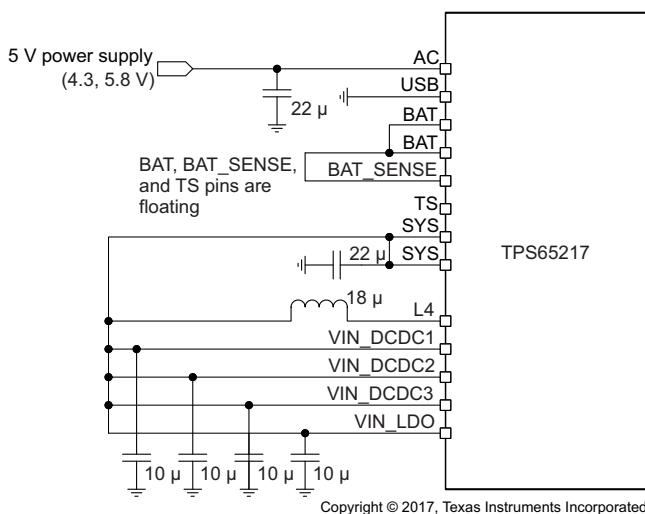 5 V power supply
(4.3, 5.8 V)
AC
22 µ
USB
BAT
BAT
BAT, BAT_SENSE,
and TS pins are
floating
BAT_SENSE
TS
SYS
22 µ
SYS
TPS65217
18 µ
L4
VIN_DCDC1
VIN_DCDC2
VIN_DCDC3
VIN_LDO
10 µ
10 µ
10 µ
10 µ
Copyright © 2017, Texas Instruments Incorporated